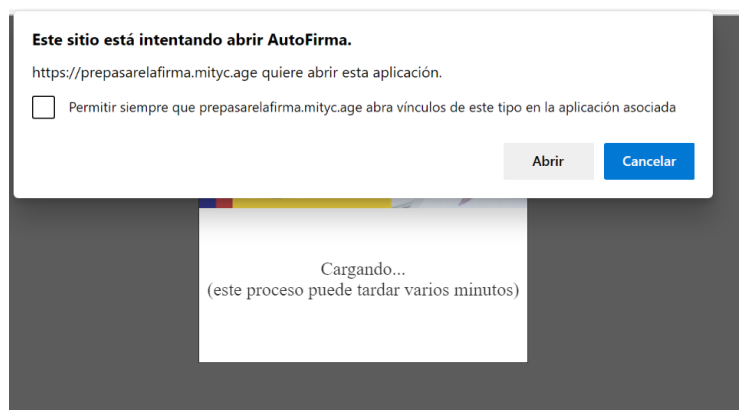 Este sitio está intentando abrir AutoFirma.
https://prepasarelafirma.mityc.age quiere abrir esta aplicación.
Permitir siempre que prepasarelafirma.mityc.age abra vínculos de este tipo en la aplicación asociada
Abrir
Cancelar
Cargando...
(este proceso puede tardar varios minutos)